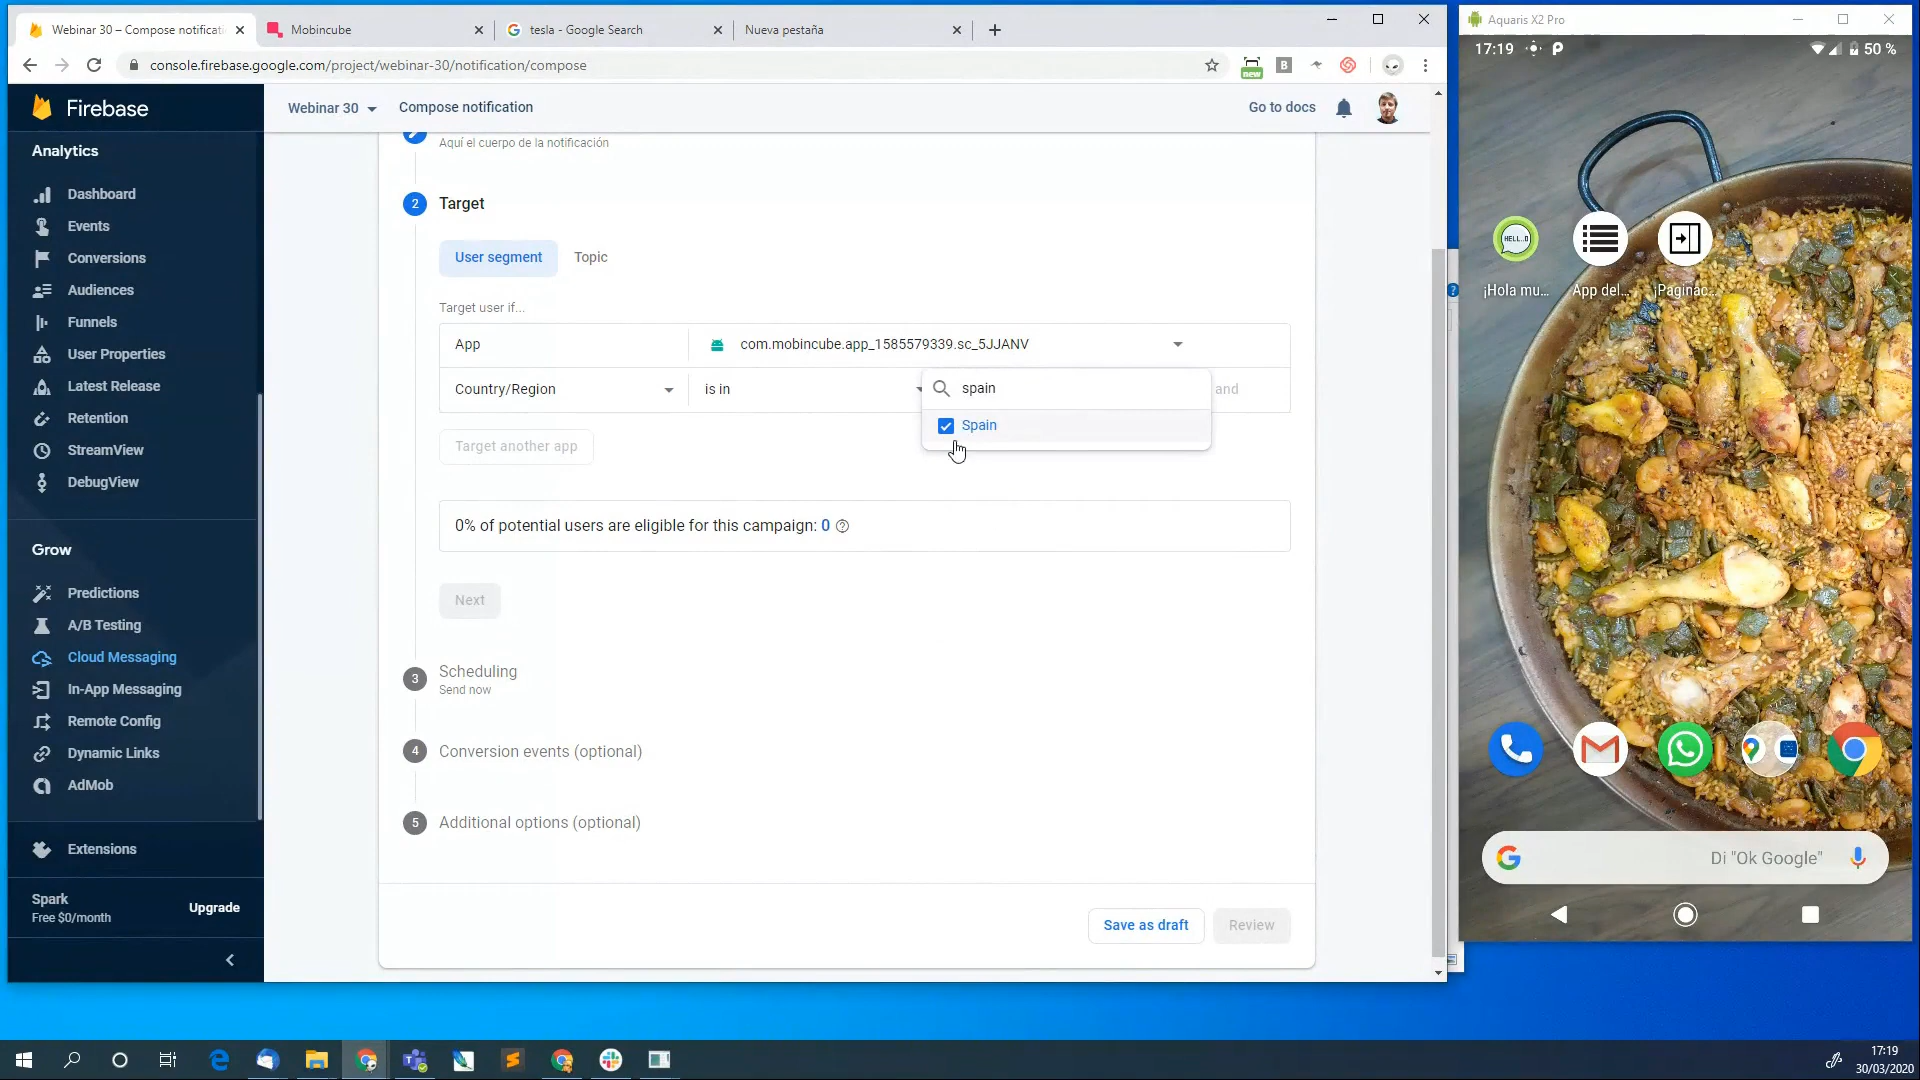 Webinar 30 – Compose notificati
Mobincube
tesla - Google Search
Nueva pestaña
console.firebase.google.com/project/webinar-30/notification/compose
new
B
Firebase
Webinar 30
Compose notification
Go to docs
Analytics
Dashboard
Events
Conversions
Audiences
Funnels
User Properties
Latest Release
Retention
StreamView
DebugView
Grow
Predictions
A/B Testing
Cloud Messaging
In-App Messaging
Remote Config
Dynamic Links
AdMob
Extensions
Spark
Free $0/month
Upgrade
Aquí el cuerpo de la notificación
2
Target
User segment
Topic
Target user if...
App
com.mobincube.app_1585579339.sc_5JJANV
Country/Region
is in
spain
and
Spain
Target another app
0% of potential users are eligible for this campaign: 0
Next
3
Scheduling
Send now
4
Conversion events (optional)
5
Additional options (optional)
Save as draft
Review
Aquaris X2 Pro
17:19
50 %
HELL..O
¡Hola mu...
App del...
¡Pagínác...
Di "Ok Google"
17:19
30/03/2020